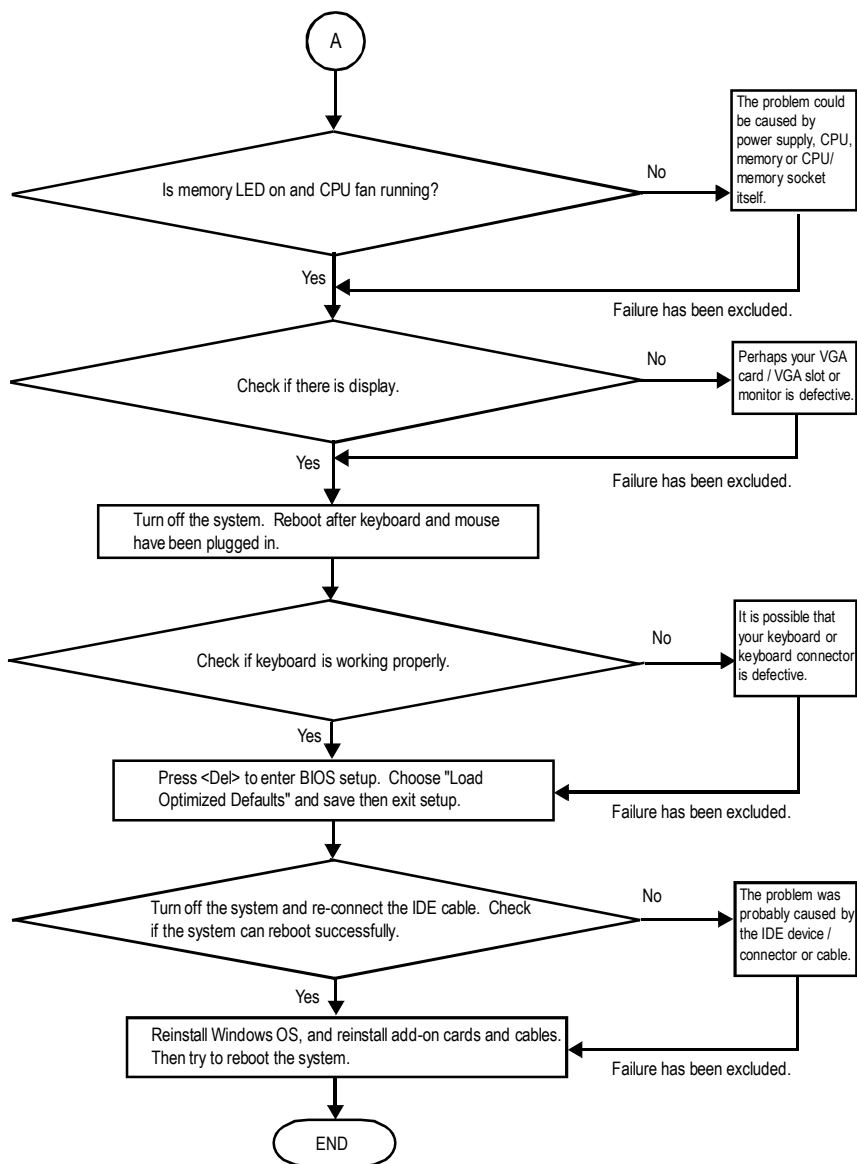 A
Is memory LED on and CPU fan running?
No
The problem could
be caused by
power supply, CPU,
memory or CPU/
memory socket
itself.
Yes
Failure has been excluded.
Check if there is display.
No
Perhaps your VGA
card / VGA slot or
monitor is defective.
Yes
Failure has been excluded.
Turn off the system. Reboot after keyboard and mouse
have been plugged in.
Check if keyboard is working properly.
No
It is possible that
your keyboard or
keyboard connector
is defective.
Yes
Press <Del> to enter BIOS setup. Choose "Load
Optimized Defaults" and save then exit setup.
Failure has been excluded.
Turn off the system and re-connect the IDE cable. Check
if the system can reboot successfully.
No
The problem was
probably caused by
the IDE device /
connector or cable.
Yes
Reinstall Windows OS, and reinstall add-on cards and cables.
Then try to reboot the system.
Failure has been excluded.
END